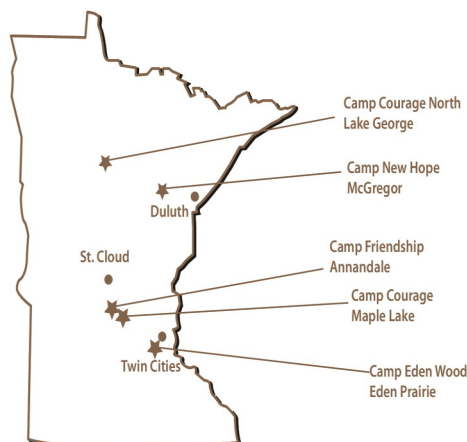 Camp Courage North
Lake George
Camp New Hope
McGregor
Duluth
St. Cloud
Camp Friendship
Annandale
Camp Courage
Maple Lake
Twin Cities
Camp Eden Wood
Eden Prairie